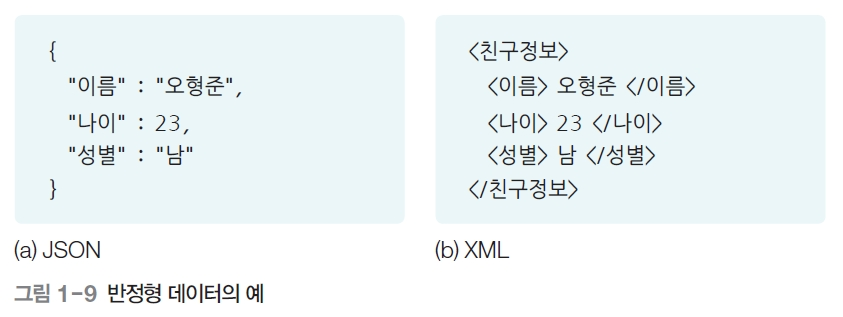 {
"이름" : "오형준",
"나이" : 23,
"성별" : "남"
}
(a) JSON
<친구정보>
<이름> 오형준 </이름>
<나이> 23 </나이>
<성별> 남 </성별>
</친구정보>
(b) XML
그림 1-9 반정형 데이터의 예